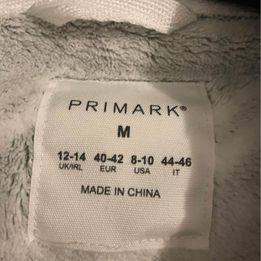 PRIMARK®
M
12-14 40-42 8-10 44-46
UK/IRL EUR USA IT
MADE IN CHINA